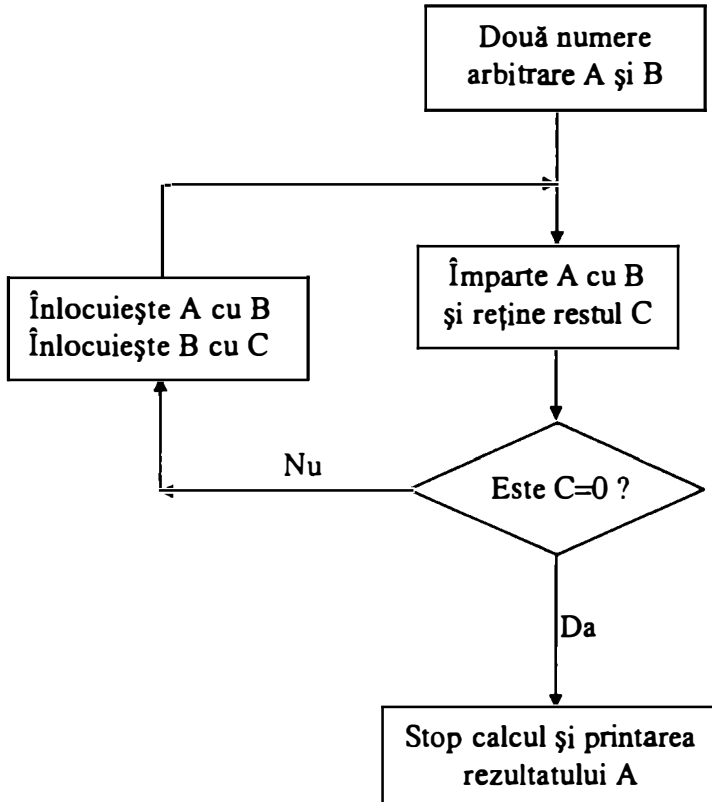 Două numere
arbitrare A şi B
Împarte A cu B
şi reţine restul C
Înlocuieşte A cu B
Înlocuieşte B cu C
Nu
Este C=0 ?
Da
Stop calcul şi printarea
rezultatului A